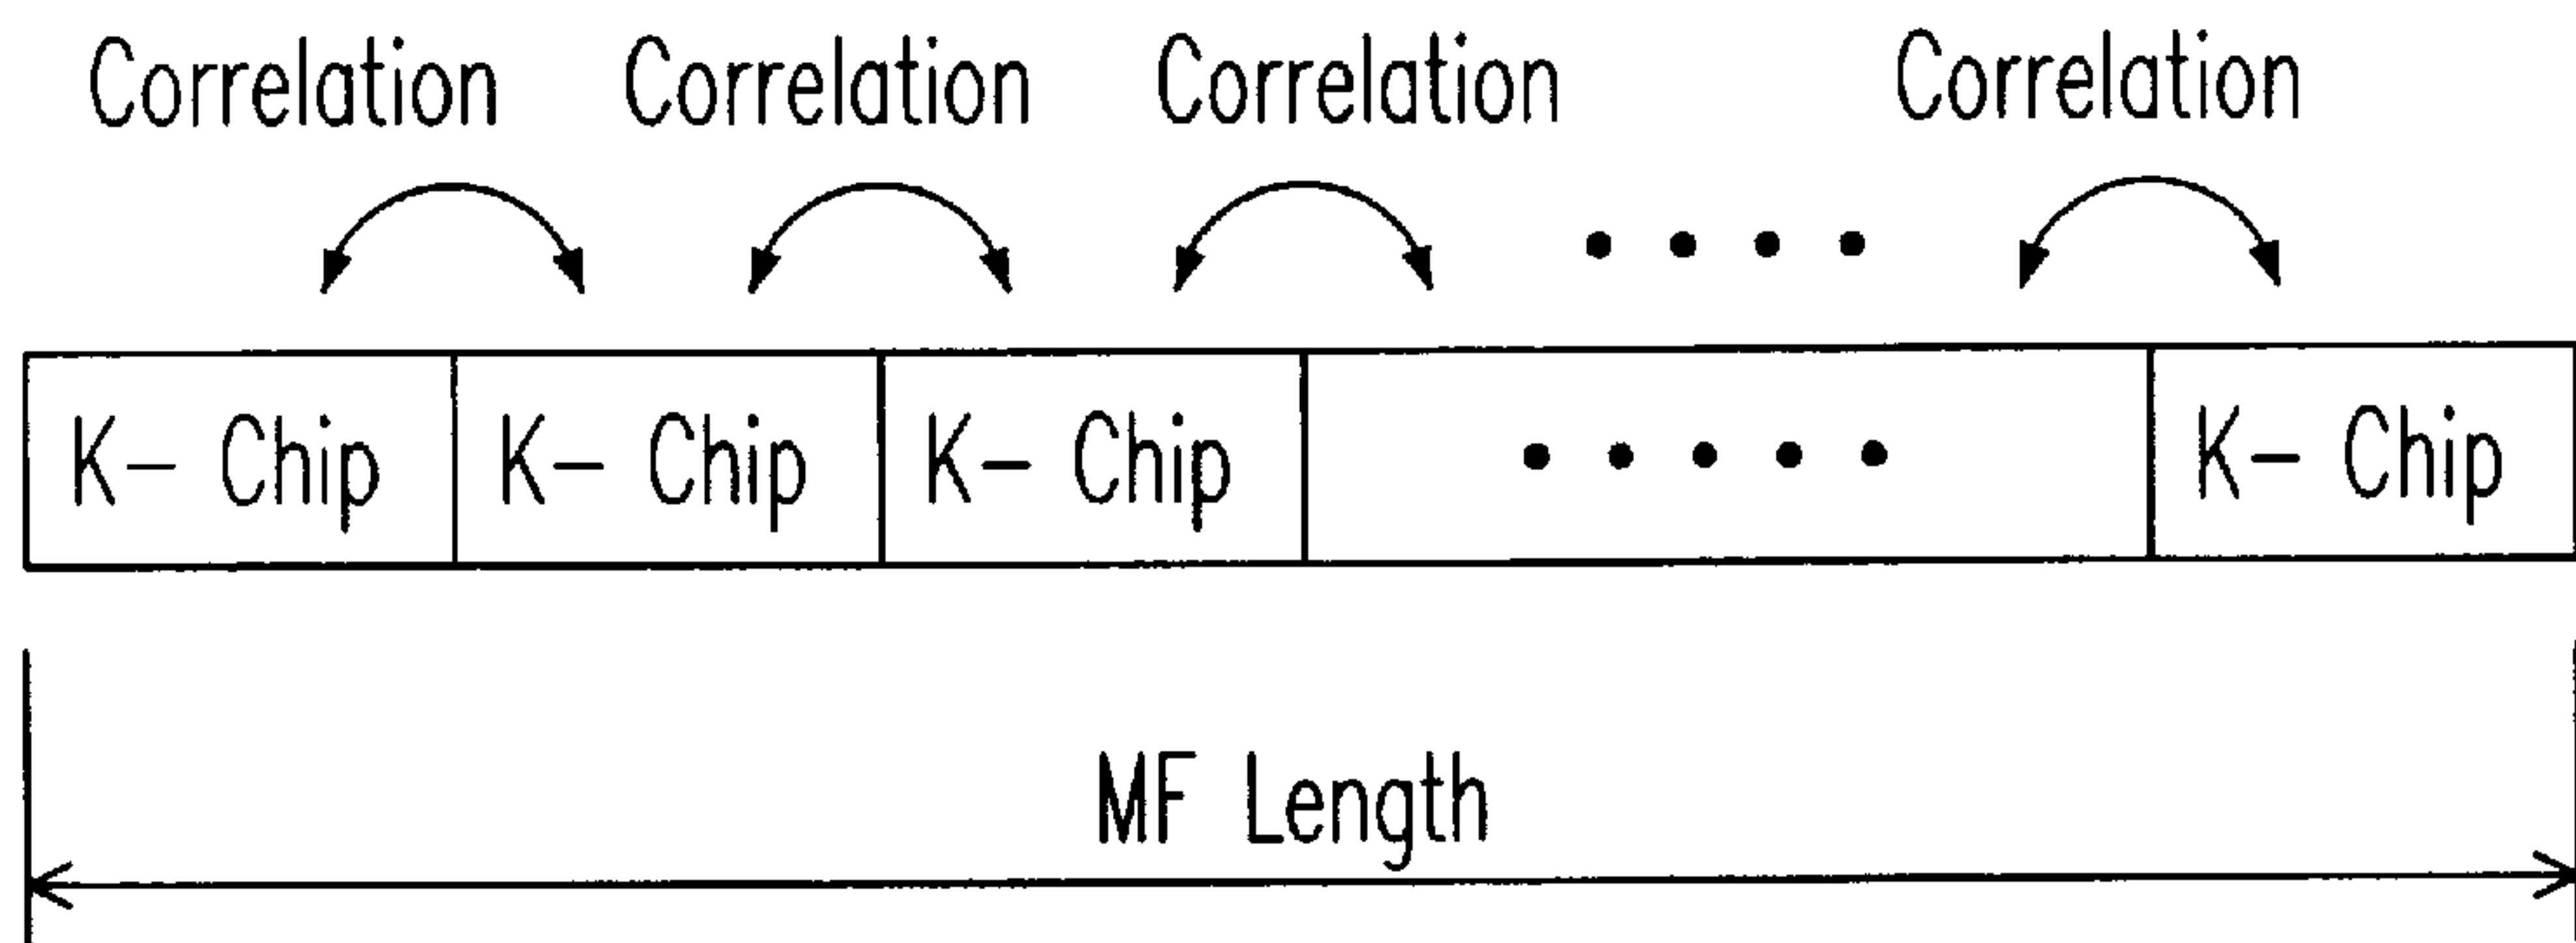 Correlation Correlation Correlation Correlation
K- Chip K- Chip K- Chip K- Chip
MF Length